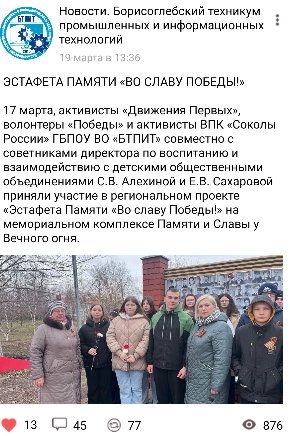 БТПИТ
Новости. Борисоглебский техникум
промышленных и информационных
технологий
19 марта в 13:36
ЭСТАФЕТА ПАМЯТИ «ВО СЛАВУ ПОБЕДЫ!»
17 марта, активисты «Движения Первых»,
волонтеры «Победы» и активисты ВПК «Соколы
России» ГБПОУ ВО «БТПИТ» совместно с
советниками директора по воспитанию и
взаимодействию с детскими общественными
объединениями С.В. Алехиной и Е.В. Сахаровой
приняли участие в региональном проекте
«Эстафета Памяти «Во славу Победы!» на
мемориальном комплексе Памяти и Славы у
Вечного огня.
13
45
77
876